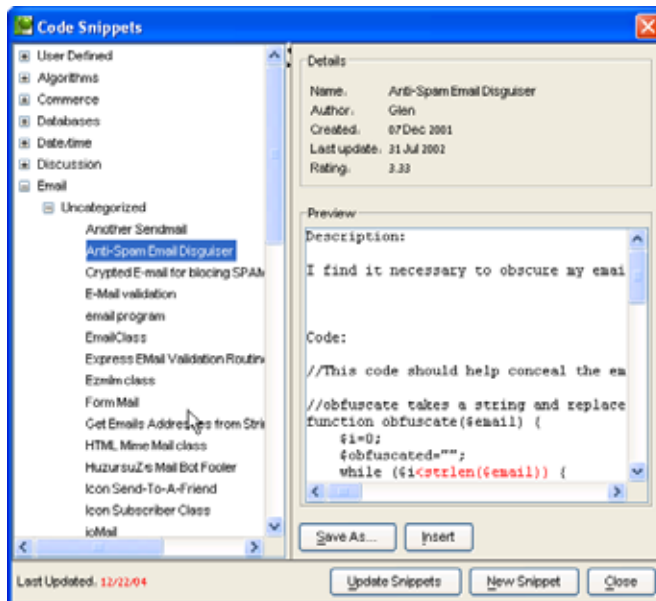 Code Snippets
User Defined
Algorithms
Commerce
Databases
Date.time
Discussion
Email
Uncategorized
Another Sendmail
Anti-Spam Email Disguiser
Crypted E-mail for blocing SPAM
E-Mail validation
email program
EmailClass
Express EMail Validation Routine
Ezmlm class
Form Mail
Get Emails Addresses from Stri
HTML Mime Mail class
HuzursuZ's Mail Bot Fooler
Icon Send-To-A-Friend
Icon Subscriber Class
ioMail
Details
Name: Anti-Spam Email Disguiser
Author: Glen
Created: 07 Dec 2001
Last update: 31 Jul 2002
Rating: 3.33
Preview
Description:
I find it necessary to obscure my emai
Code:
//This code should help conceal the em
//obfuscate takes a string and replace
function obfuscate($email) {
$i=0;
$obfuscated="";
while ($i<strlen($email)) {
Save As... Insert
Last Updated: 12/22/04 Update Snippets New Snippet Close